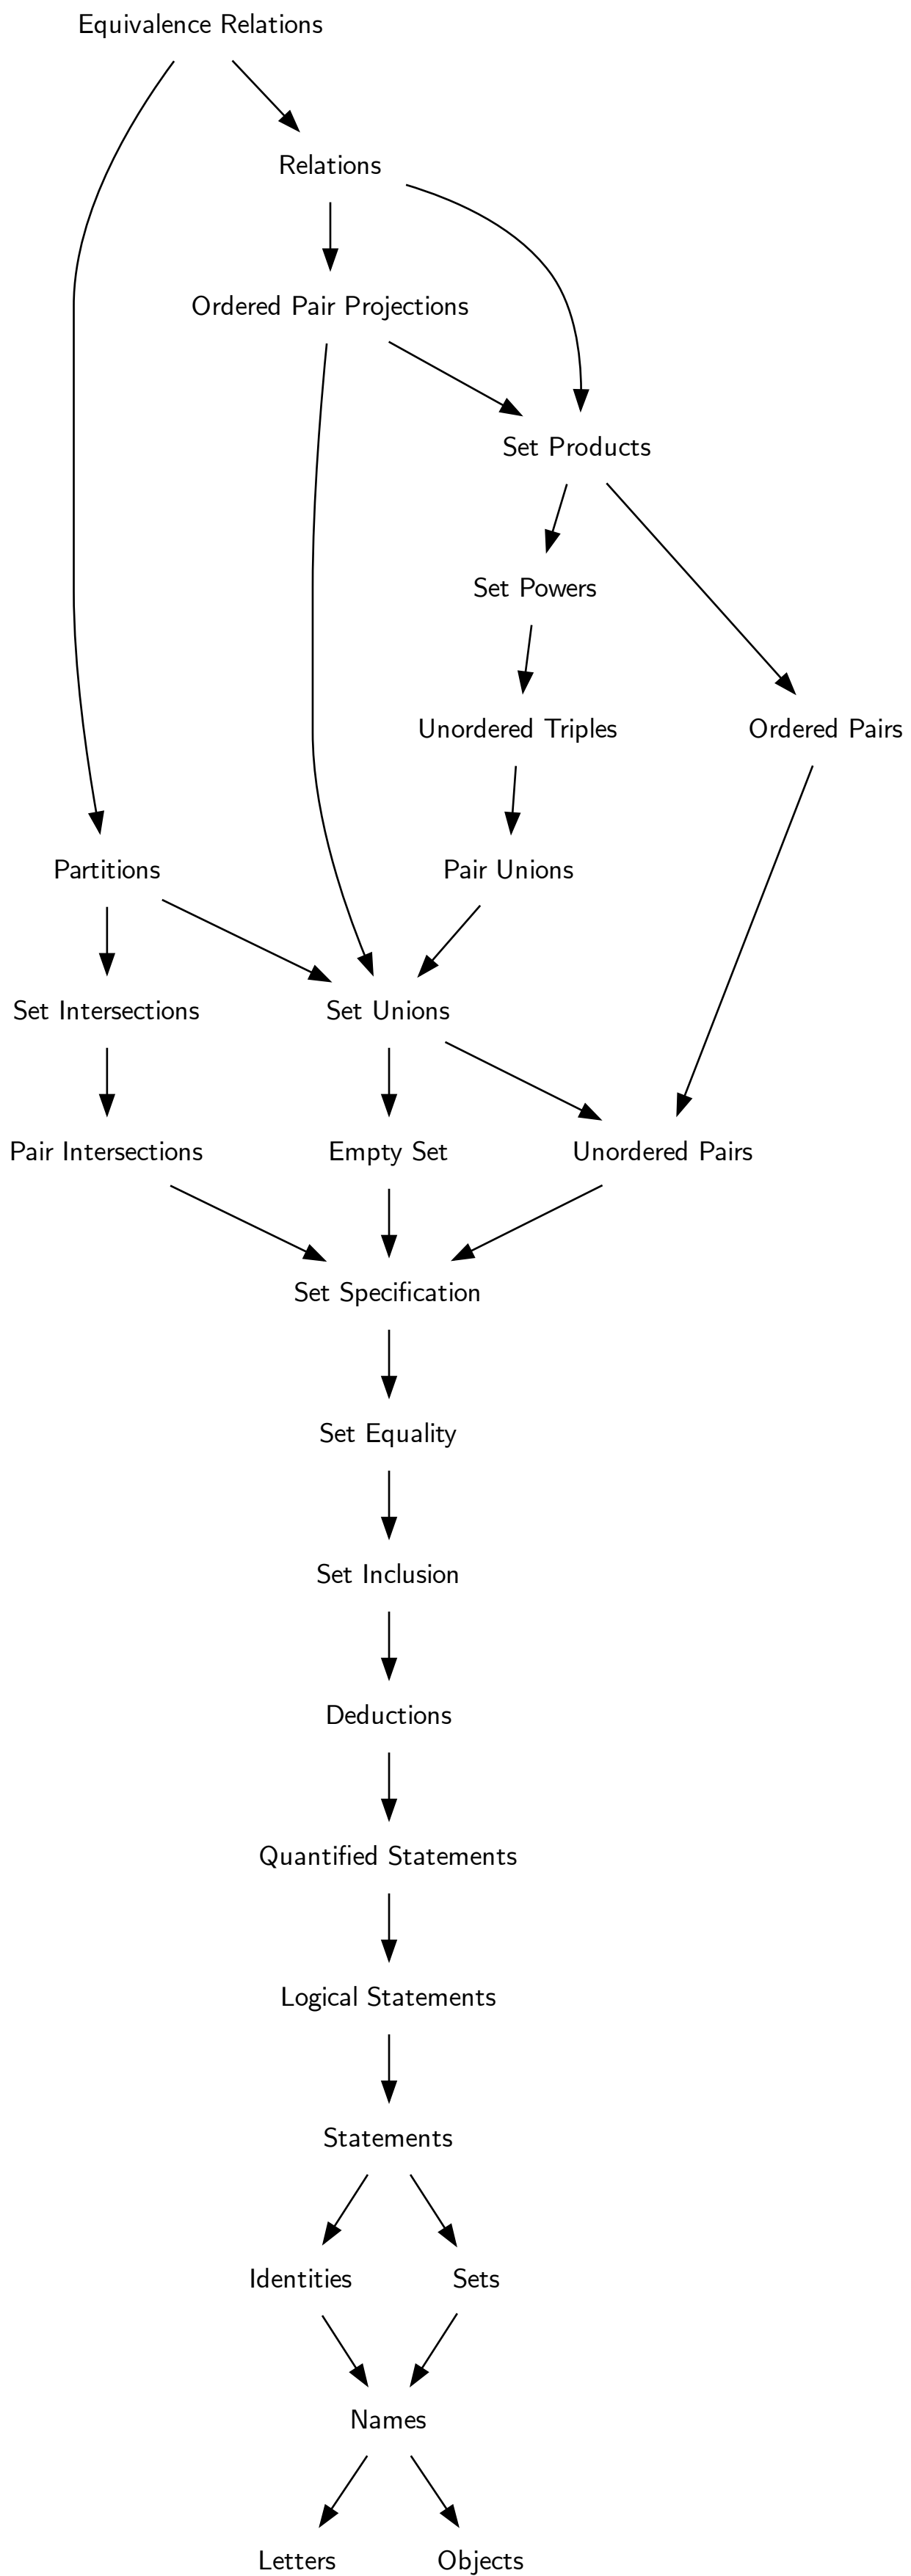 Equivalence Relations
Relations
Ordered Pair Projections
Set Products
Set Powers
Unordered Triples
Ordered Pairs
Partitions
Pair Unions
Set Intersections
Set Unions
Pair Intersections
Empty Set
Unordered Pairs
Set Specification
Set Equality
Set Inclusion
Deductions
Quantified Statements
Logical Statements
Statements
Identities
Sets
Names
Letters
Objects